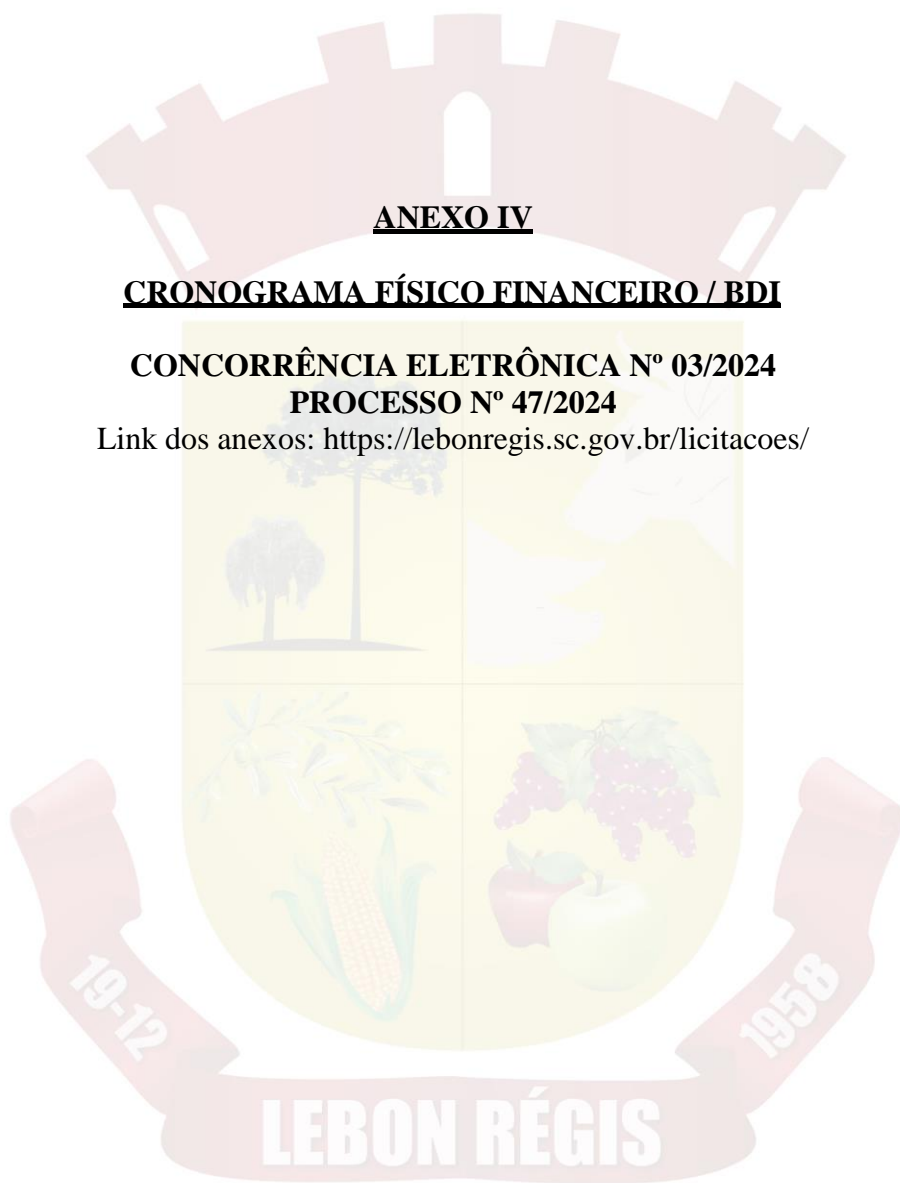 ANEXO IV
CRONOGRAMA FÍSICO FINANCEIRO / BDI
CONCORRÊNCIA ELETRÔNICA Nº 03/2024
PROCESSO Nº 47/2024
Link dos anexos: https://lebonregis.sc.gov.br/licitacoes/
19-12
1958
LEBON RÉGIS